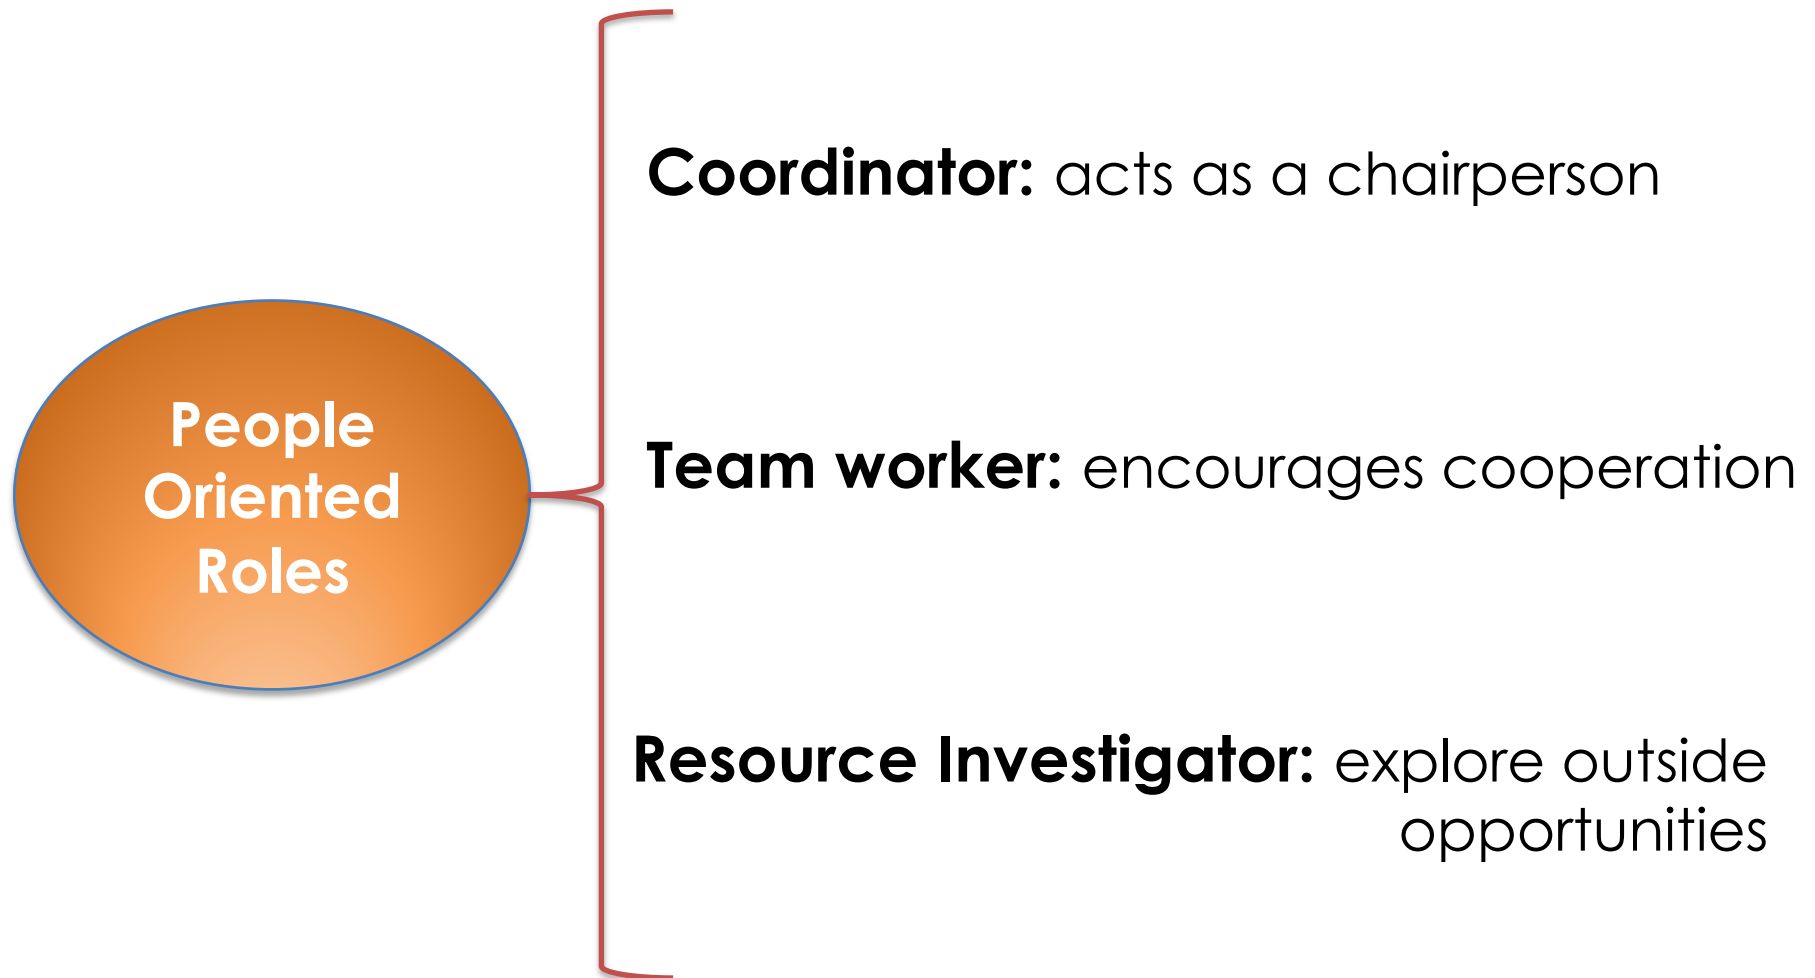 People
Oriented
Roles
Coordinator: acts as a chairperson
Team worker: encourages cooperation
Resource Investigator: explore outside
opportunities